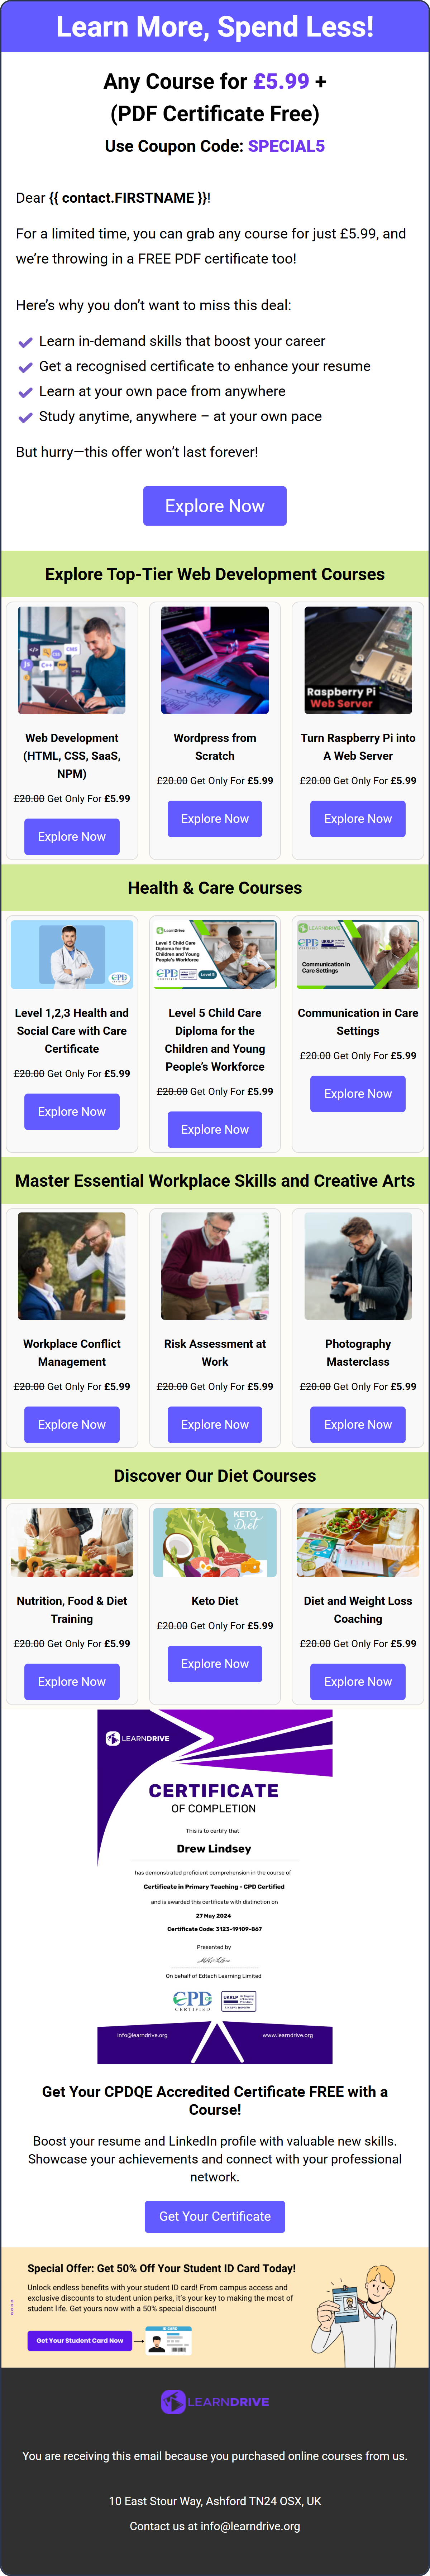 Learn More, Spend Less!
Any Course for £5.99 +
(PDF Certificate Free)
Use Coupon Code: SPECIAL5
Dear {{ contact.FIRSTNAME }}!
For a limited time, you can grab any course for just £5.99, and
we’re throwing in a FREE PDF certificate too!
Here’s why you don’t want to miss this deal:
Learn in-demand skills that boost your career
Get a recognised certificate to enhance your resume
Learn at your own pace from anywhere
Study anytime, anywhere – at your own pace
But hurry—this offer won’t last forever!
Explore Now
Explore Top-Tier Web Development Courses
</>
CMS
JS
PHP
C++
Raspberry Pi
Web Server
Web Development
(HTML, CSS, SaaS,
NPM)
£20.00 Get Only For £5.99
Explore Now
Wordpress from
Scratch
£20.00 Get Only For £5.99
Explore Now
Turn Raspberry Pi into
A Web Server
£20.00 Get Only For £5.99
Explore Now
Health & Care Courses
CPD
LearnDrive
Level 5 Child Care
Diploma for the
Children and Young
People's Workforce
CPD
Level 5
LEARNDRIVE
CPD
Communication in
Care Settings
Level 1,2,3 Health and
Social Care with Care
Certificate
£20.00 Get Only For £5.99
Explore Now
Level 5 Child Care
Diploma for the
Children and Young
People’s Workforce
£20.00 Get Only For £5.99
Explore Now
Communication in Care
Settings
£20.00 Get Only For £5.99
Explore Now
Master Essential Workplace Skills and Creative Arts
Workplace Conflict
Management
£20.00 Get Only For £5.99
Explore Now
Risk Assessment at
Work
£20.00 Get Only For £5.99
Explore Now
Photography
Masterclass
£20.00 Get Only For £5.99
Explore Now
Discover Our Diet Courses
KETO
Diet
Nutrition, Food & Diet
Training
£20.00 Get Only For £5.99
Explore Now
Keto Diet
£20.00 Get Only For £5.99
Explore Now
Diet and Weight Loss
Coaching
£20.00 Get Only For £5.99
Explore Now
LEARNDRIVE
CERTIFICATE
OF COMPLETION
This is to certify that
Drew Lindsey
has demonstrated proficient comprehension in the course of
Certificate in Primary Teaching - CPD Certified
and is awarded this certificate with distinction on
27 May 2024
Certificate Code: 3123-19109-867
Presented by
On behalf of Edtech Learning Limited
CPD
CERTIFIED
UKRLP
info@learndrive.org
www.learndrive.org
Get Your CPDQE Accredited Certificate FREE with a
Course!
Boost your resume and LinkedIn profile with valuable new skills.
Showcase your achievements and connect with your professional
network.
Get Your Certificate
Special Offer: Get 50% Off Your Student ID Card Today!
Unlock endless benefits with your student ID card! From campus access and
exclusive discounts to student union perks, it's your key to making the most of
student life. Get yours now with a 50% special discount!
Get Your Student Card Now
ID CARD
LEARNDRIVE
You are receiving this email because you purchased online courses from us.
10 East Stour Way, Ashford TN24 OSX, UK
Contact us at info@learndrive.org